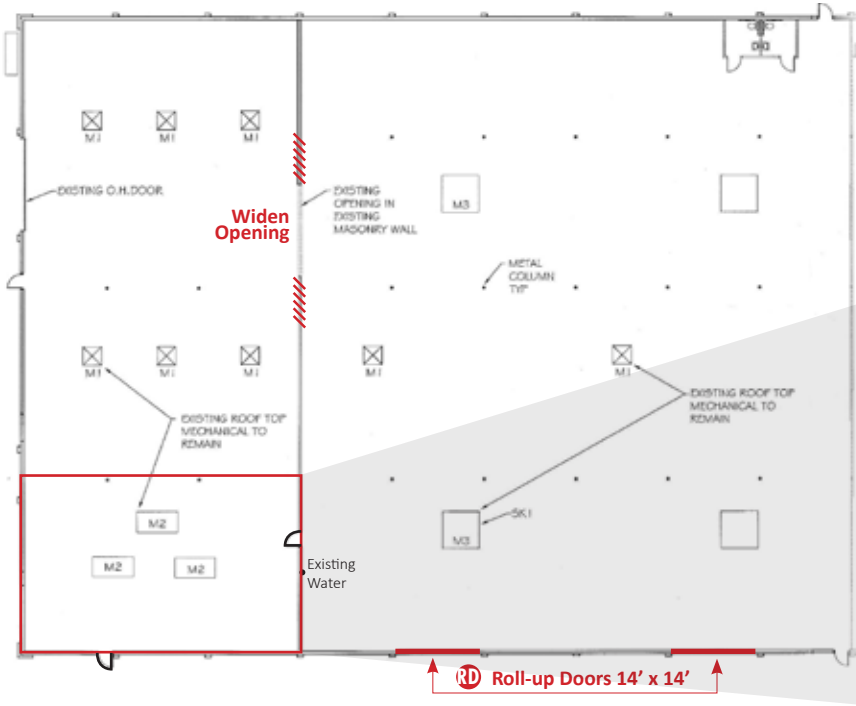 M1
M1
M1
EXISTING O.H.DOOR
Widen
Opening
EXISTING
OPENING IN
EXISTING
MASONRY WALL
M3
METAL
COLUMN
TYP
M1
M1
M1
M1
M1
EXISTING ROOF TOP
MECHANICAL TO
REMAIN
EXISTING ROOF TOP
MECHANICAL TO
REMAIN
M2
M2
M2
SK1
M3
Existing
Water
RD Roll-up Doors 14’ x 14’